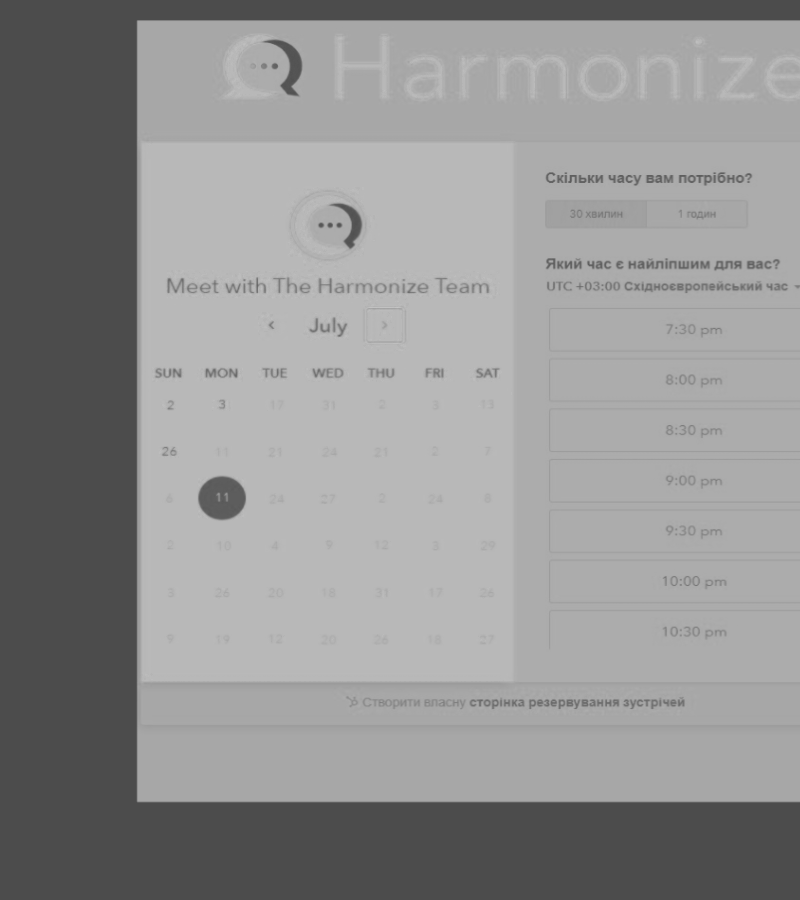 Harmonize
Meet with The Harmonize Team
‹ July ›
SUN MON TUE WED THU FRI SAT
2 3 17 31 2 3 13
26 11 21 24 21 2 7
6 11 24 27 2 24 8
2 10 4 9 12 3 29
3 26 20 18 31 17 26
9 19 12 20 26 18 27
Скільки часу вам потрібно?
30 хвилин 1 годин
Який час є найліпшим для вас?
UTC +03:00 Східноєвропейський час
7:30 pm
8:00 pm
8:30 pm
9:00 pm
9:30 pm
10:00 pm
10:30 pm
Створити власну сторінка резервування зустрічей